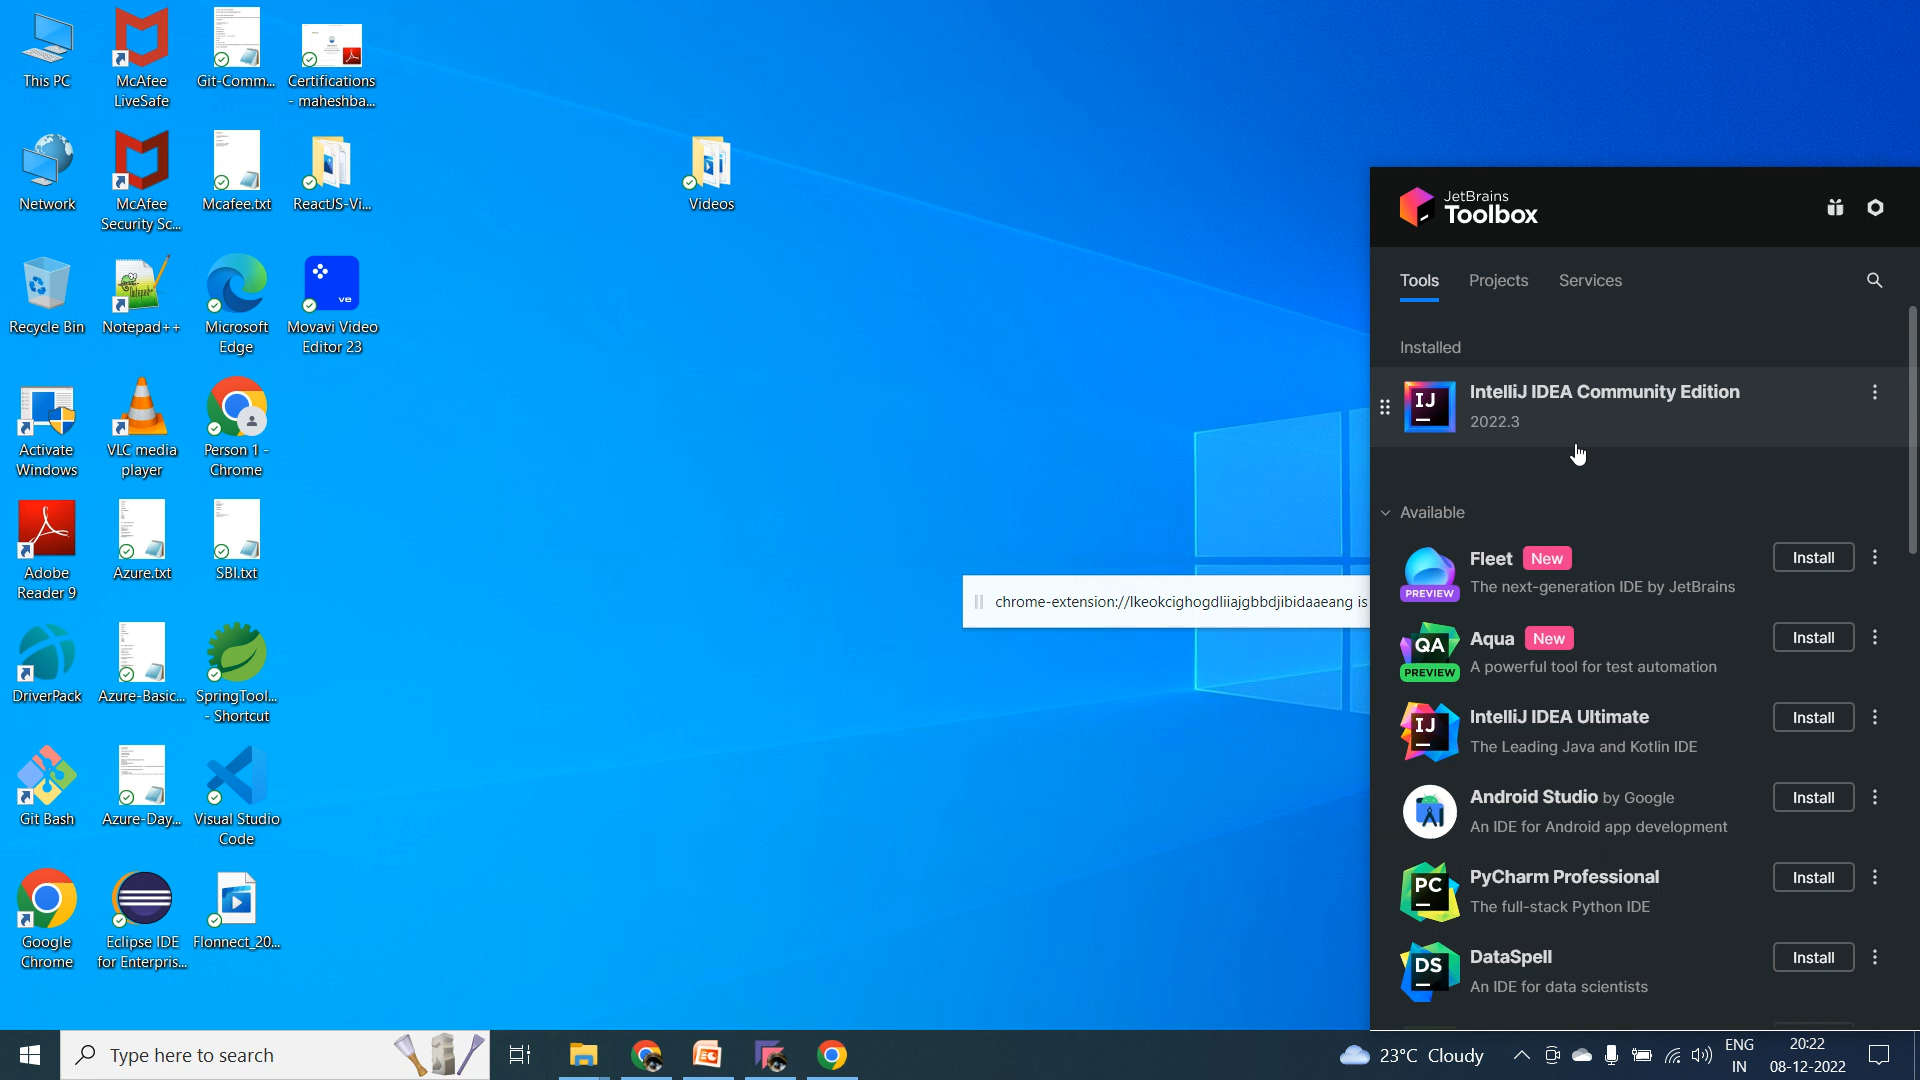 This PC
McAfee
LiveSafe
Git-Comm...
Certifications
- maheshba...
Network
McAfee
Security Sc...
Mcafee.txt
ReactJS-Vi...
Videos
Recycle Bin
Notepad++
Microsoft
Edge
ve
Movavi Video
Editor 23
Activate
Windows
VLC media
player
Person 1 -
Chrome
Adobe
Reader 9
Azure.txt
SBI.txt
DriverPack
Azure-Basic...
SpringTool...
- Shortcut
Git Bash
Azure-Day...
Visual Studio
Code
Google
Chrome
Eclipse IDE
for Enterpris...
Flonnect_20...
chrome-extension://lkeokcighogdliiajgbbdjibidaaeang is
JetBrains
Toolbox
Tools Projects Services
Installed
IJ
IntelliJ IDEA Community Edition
2022.3
Available
Fleet New
The next-generation IDE by JetBrains
PREVIEW
Install
QA
PREVIEW
Aqua New
A powerful tool for test automation
Install
IJ
IntelliJ IDEA Ultimate
The Leading Java and Kotlin IDE
Install
Android Studio by Google
An IDE for Android app development
Install
PC
PyCharm Professional
The full-stack Python IDE
Install
DS
DataSpell
An IDE for data scientists
Install
Type here to search
23°C Cloudy
ENG
IN
20:22
08-12-2022